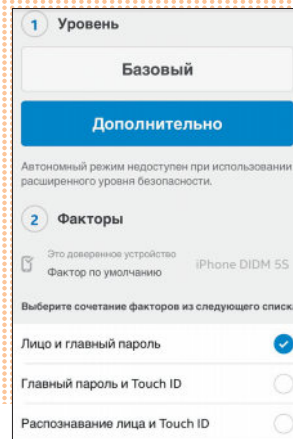 1 Уровень
Базовый
Дополнительно
Автономный режим недоступен при использовании
расширенного уровня безопасности.
2 Факторы
Это доверенное устройство
Фактор по умолчанию
iPhone DIDM 5S
Выберите сочетание факторов из следующего списка
Лицо и главный пароль
Главный пароль и Touch ID
Распознавание лица и Touch ID